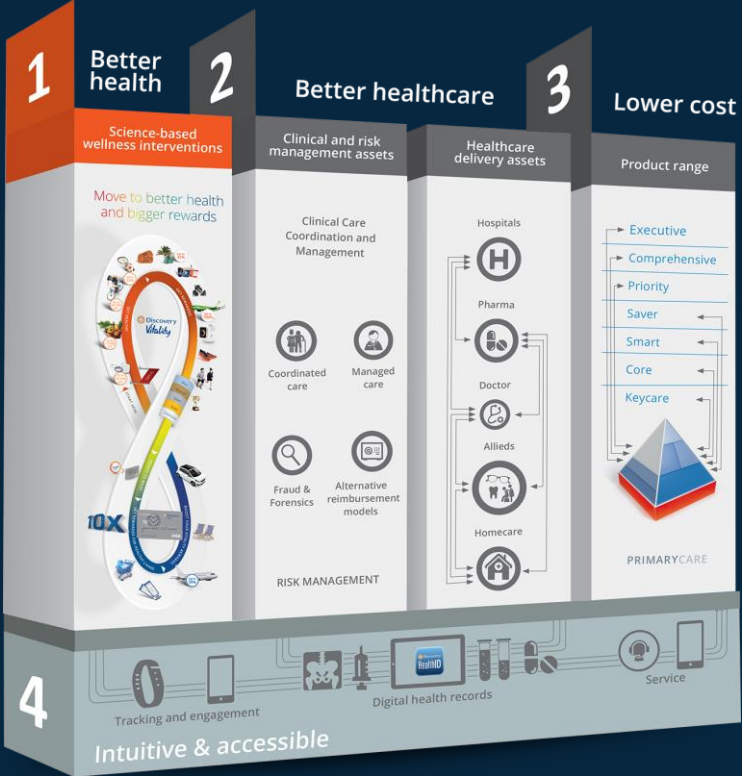 1
Better
health
2
Better healthcare
3
Lower cost
Science-based
wellness interventions
Move to better health
and bigger rewards
Discovery
Vitality
10X
Clinical and risk
management assets
Clinical Care
Coordination and
Management
Coordinated
care
Managed
care
Fraud &
Forensics
Alternative
reimbursement
models
RISK MANAGEMENT
Healthcare
delivery assets
Hospitals
H
Pharma
Doctor
Allieds
Homecare
Product range
Executive
Comprehensive
Priority
Saver
Smart
Core
Keycare
PRIMARYCARE
4
Tracking and engagement
Discovery
HealthID
Digital health records
Service
Intuitive & accessible